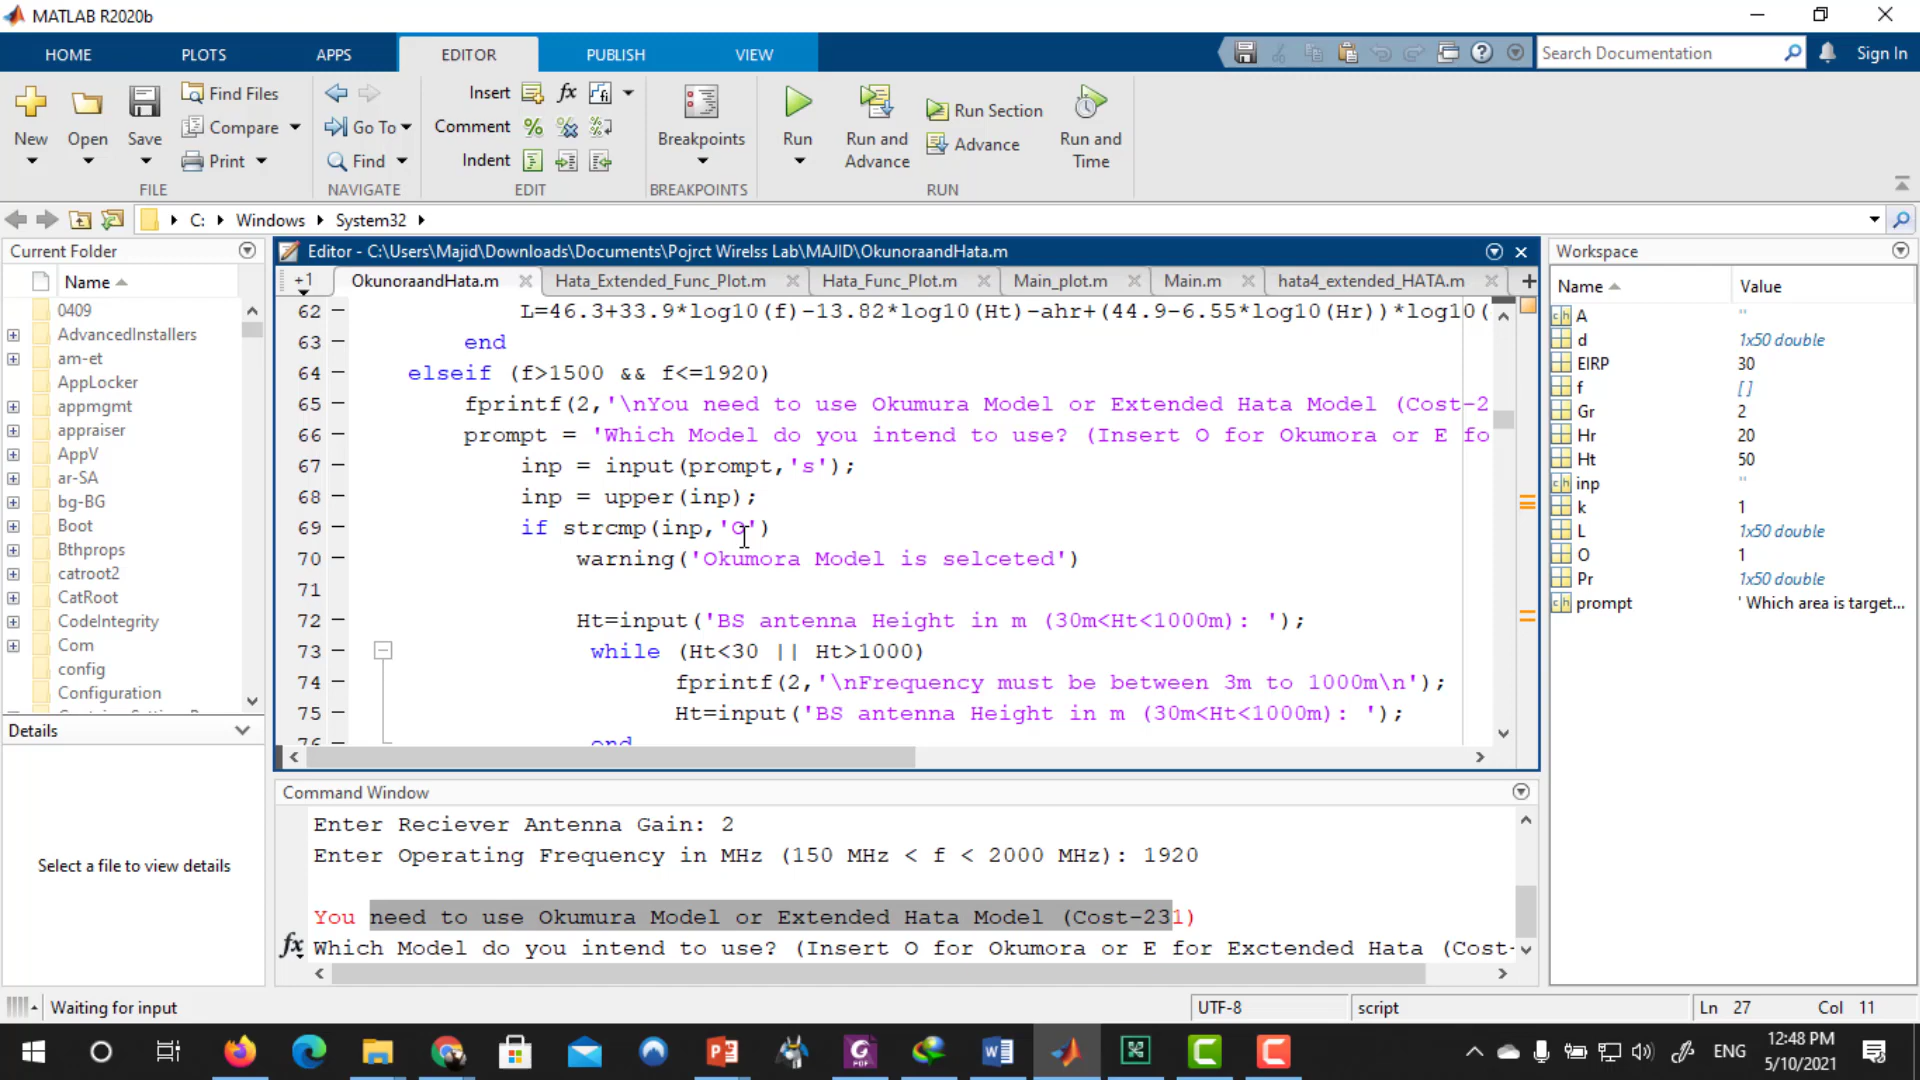 MATLAB R2020b
HOME PLOTS APPS EDITOR PUBLISH VIEW Search Documentation Sign In
New Open Save Find Files Compare Print Go To Find Insert fx Comment Indent Breakpoints Run Run and Advance Run Section Advance Run and Time
FILE NAVIGATE EDIT BREAKPOINTS RUN
C: Windows System32
Current Folder
Name
0409
AdvancedInstallers
am-et
AppLocker
appmgmt
appraiser
AppV
ar-SA
bg-BG
Boot
Bthprops
catroot2
CatRoot
CodeIntegrity
Com
config
Configuration
Details
Select a file to view details
Editor - C:\Users\Majid\Downloads\Documents\Pojrct Wirelss Lab\MAJID\OkunoraandHata.m
+1 OkunoraandHata.m Hata_Extended_Func_Plot.m Hata_Func_Plot.m Main_plot.m Main.m hata4_extended_HATA.m
62 L=46.3+33.9*log10(f)-13.82*log10(Ht)-ahr+(44.9-6.55*log10(Hr))*log10(
63 end
64 elseif (f>1500 && f<=1920)
65 fprintf(2,'\nYou need to use Okumura Model or Extended Hata Model (Cost-2
66 prompt = 'Which Model do you intend to use? (Insert O for Okumora or E fo
67 inp = input(prompt,'s');
68 inp = upper(inp);
69 if strcmp(inp,'O')
70 warning('Okumora Model is selceted')
71
72 Ht=input('BS antenna Height in m (30m<Ht<1000m): ');
73 while (Ht<30 || Ht>1000)
74 fprintf(2,'\nFrequency must be between 3m to 1000m\n');
75 Ht=input('BS antenna Height in m (30m<Ht<1000m): ');
76 end
Command Window
Enter Reciever Antenna Gain: 2
Enter Operating Frequency in MHz (150 MHz < f < 2000 MHz): 1920
You need to use Okumura Model or Extended Hata Model (Cost-231)
fx Which Model do you intend to use? (Insert O for Okumora or E for Exctended Hata (Cost-
Workspace
Name Value
A ''
d 1x50 double
EIRP 30
f []
Gr 2
Hr 20
Ht 50
inp ''
k 1
L 1x50 double
O 1
Pr 1x50 double
prompt ' Which area is target...
Waiting for input UTF-8 script Ln 27 Col 11
ENG 12:48 PM
5/10/2021